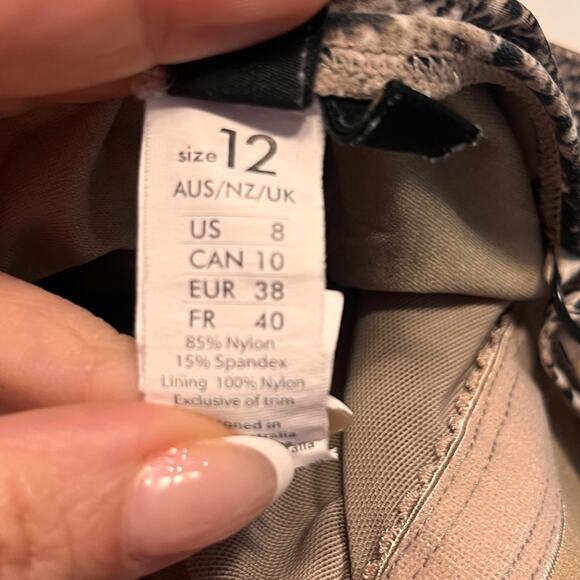 size 12
AUS/NZ/UK
US 8
CAN 10
EUR 38
FR 40
85% Nylon
15% Spandex
Lining 100% Nylon
Exclusive of trim